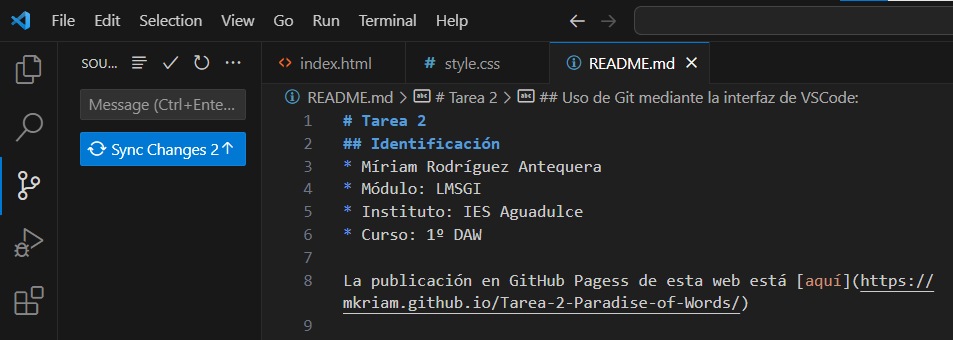 File Edit Selection View Go Run Terminal Help
SOU...
index.html
# style.css
README.md
README.md > # Tarea 2 > ## Uso de Git mediante la interfaz de VSCode:
Message (Ctrl+Ente...
Sync Changes 2↑
1 # Tarea 2
2 ## Identificación
3 * Míriam Rodríguez Antequera
4 * Módulo: LMSGI
5 * Instituto: IES Aguadulce
6 * Curso: 1º DAW
7
8 La publicación en GitHub Pagess de esta web está [aquí](https://
mkriam.github.io/Tarea-2-Paradise-of-Words/)
9